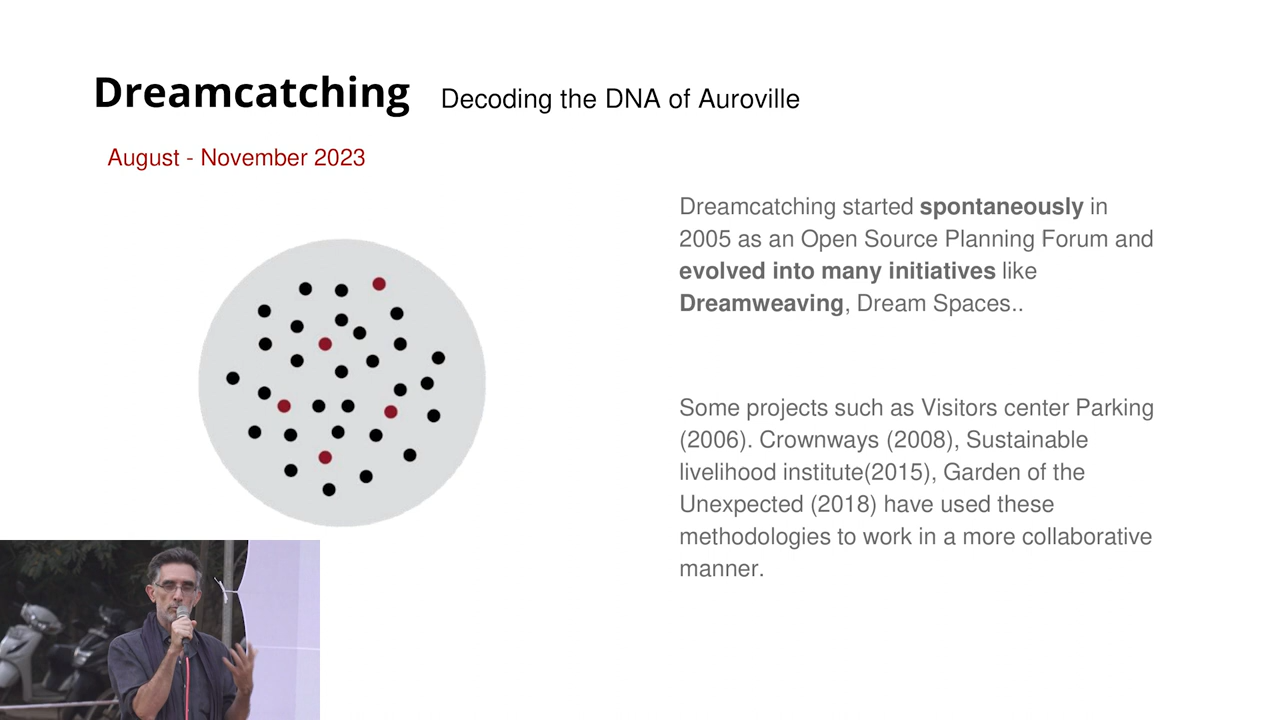 Dreamcatching Decoding the DNA of Auroville
August - November 2023
Dreamcatching started spontaneously in
2005 as an Open Source Planning Forum and
evolved into many initiatives like
Dreamweaving, Dream Spaces..
Some projects such as Visitors center Parking
(2006). Crownways (2008), Sustainable
livelihood institute(2015), Garden of the
Unexpected (2018) have used these
methodologies to work in a more collaborative
manner.